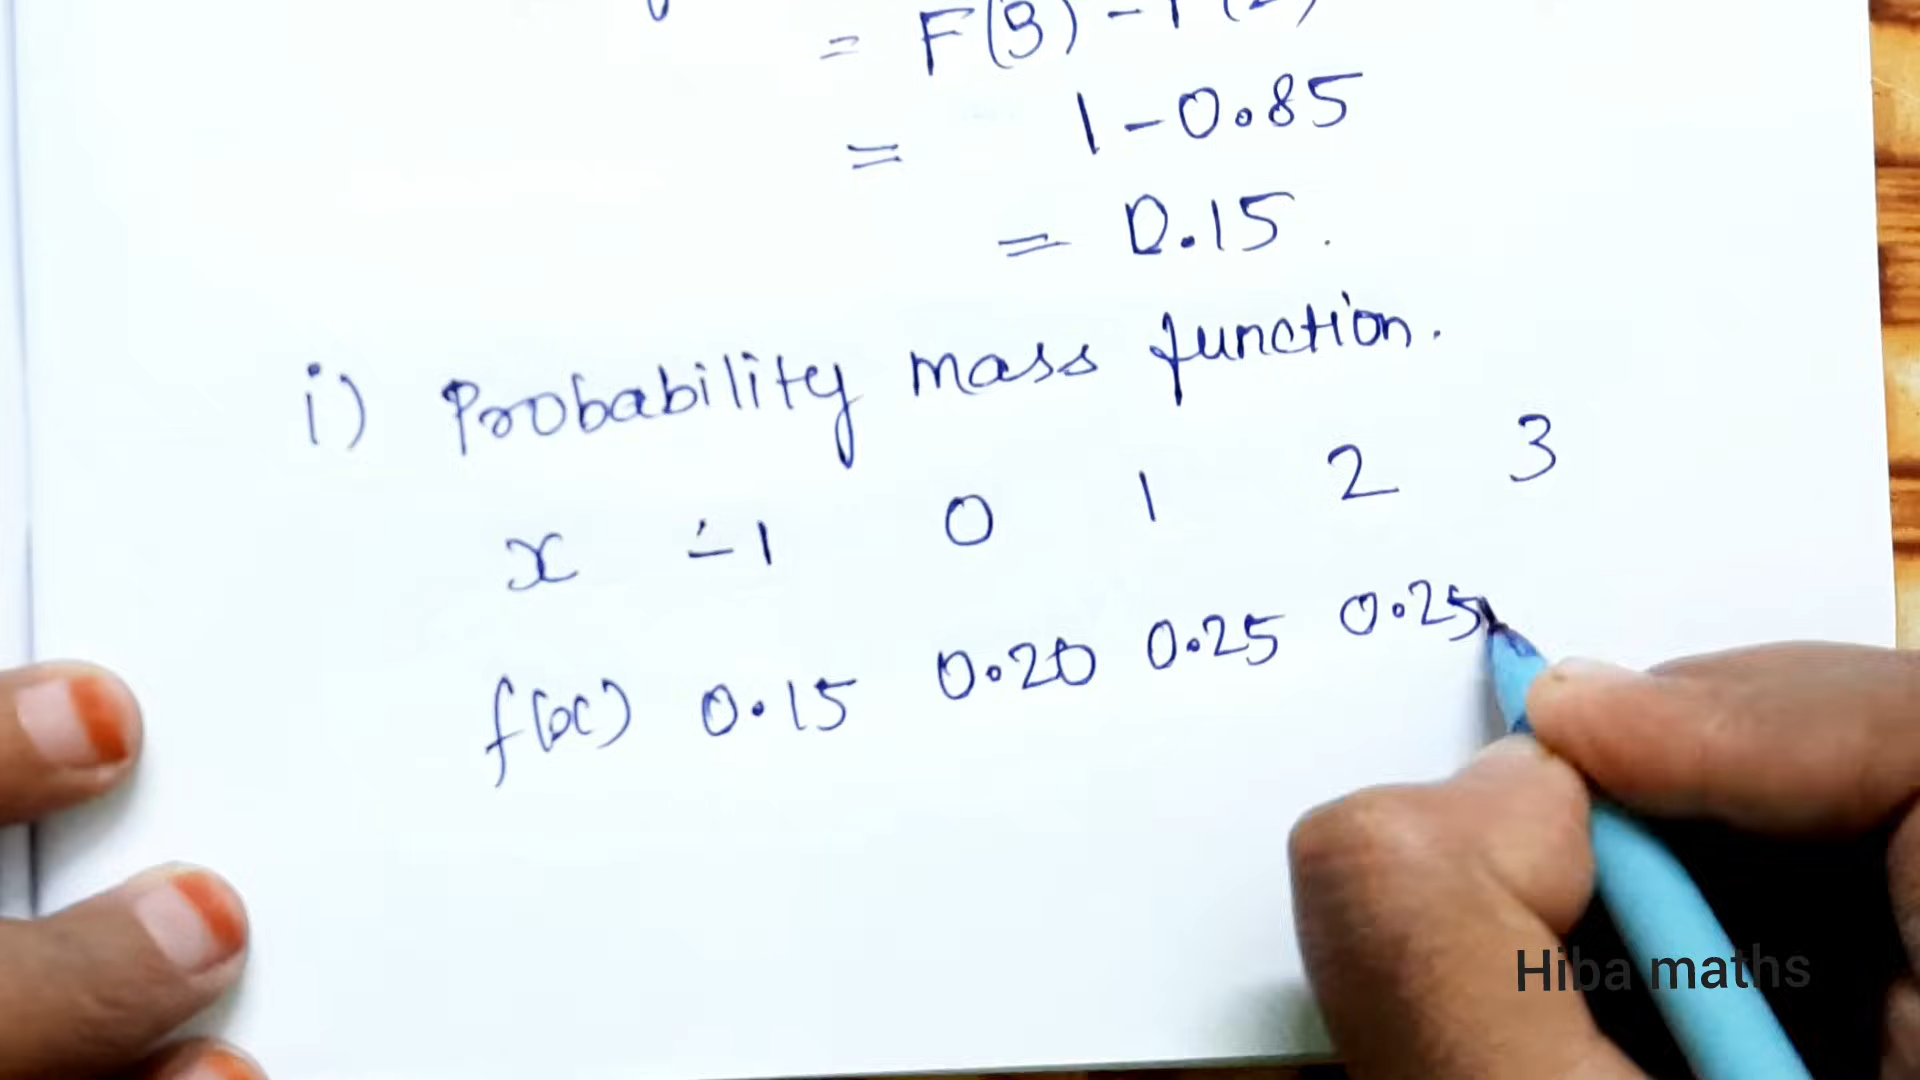 = F(3) -
= 1 - 0.85
= 0.15.
i) Probability mass function.
x -1 0 1 2 3
f(x) 0.15 0.20 0.25 0.25
Hiba maths